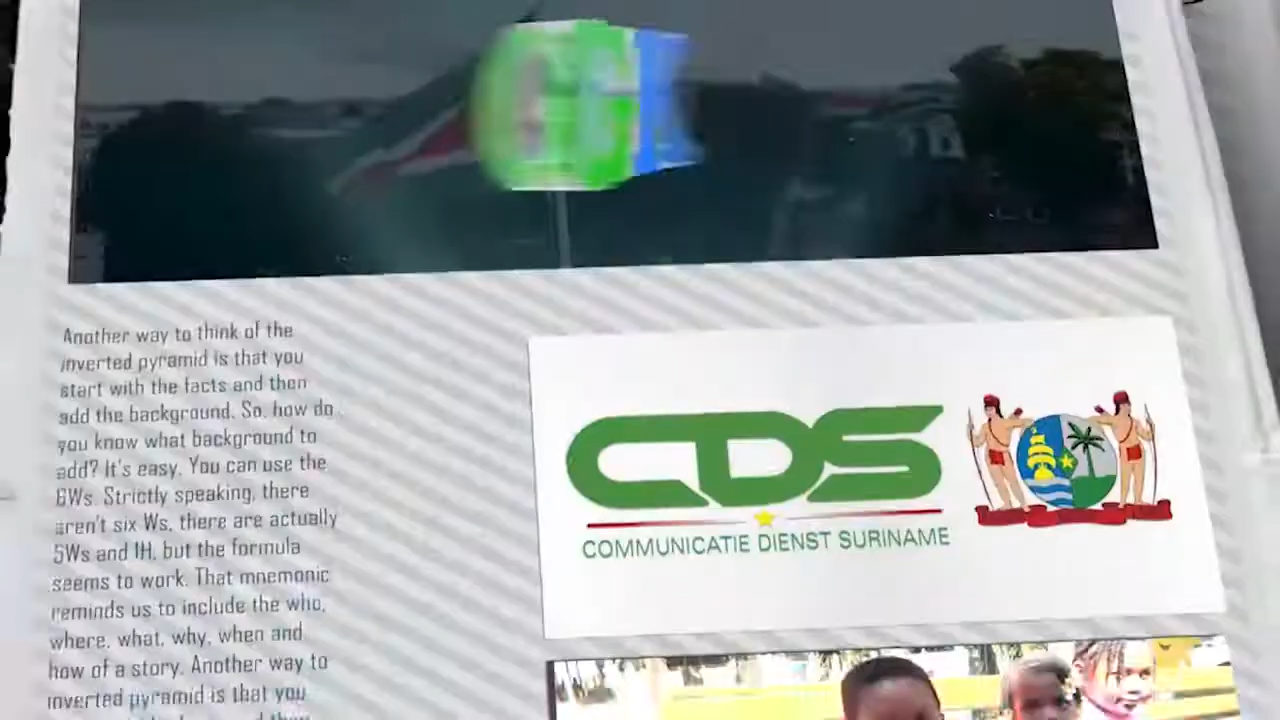 Another way to think of the
inverted pyramid is that you
start with the facts and then
add the background. So, how do
you know what background to
add? It's easy. You can use the
6Ws. Strictly speaking, there
aren't six Ws, there are actually
5Ws and 1H, but the formula
seems to work. That mnemonic
reminds us to include the who,
where, what, why, when and
how of a story. Another way to
inverted pyramid is that you
CDS
COMMUNICATIE DIENST SURINAME